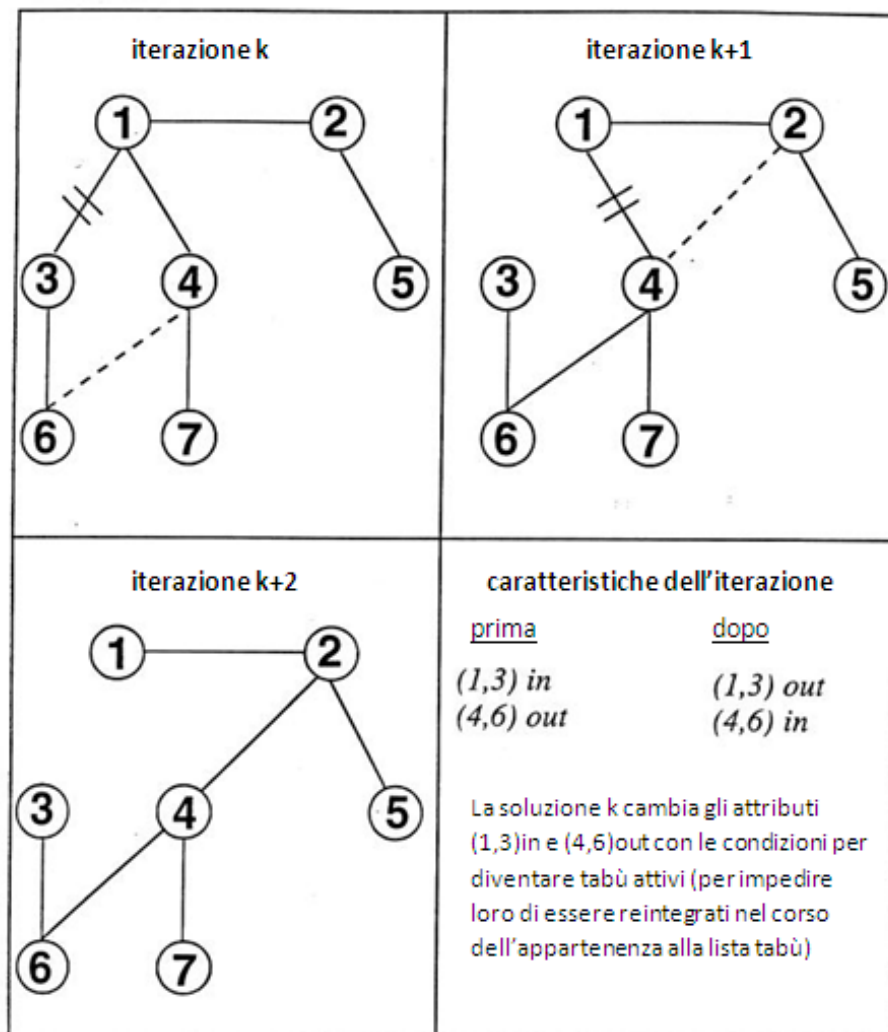 iterazione k
1
2
3
4
5
6
7
iterazione k+1
1
2
3
4
5
6
7
iterazione k+2
1
2
3
4
5
6
7
caratteristiche dell'iterazione
prima
dopo
(1,3) in
(1,3) out
(4,6) out
(4,6) in
La soluzione k cambia gli attributi
(1,3)in e (4,6)out con le condizioni per
diventare tabù attivi (per impedire
loro di essere reintegrati nel corso
dell'appartenenza alla lista tabù)